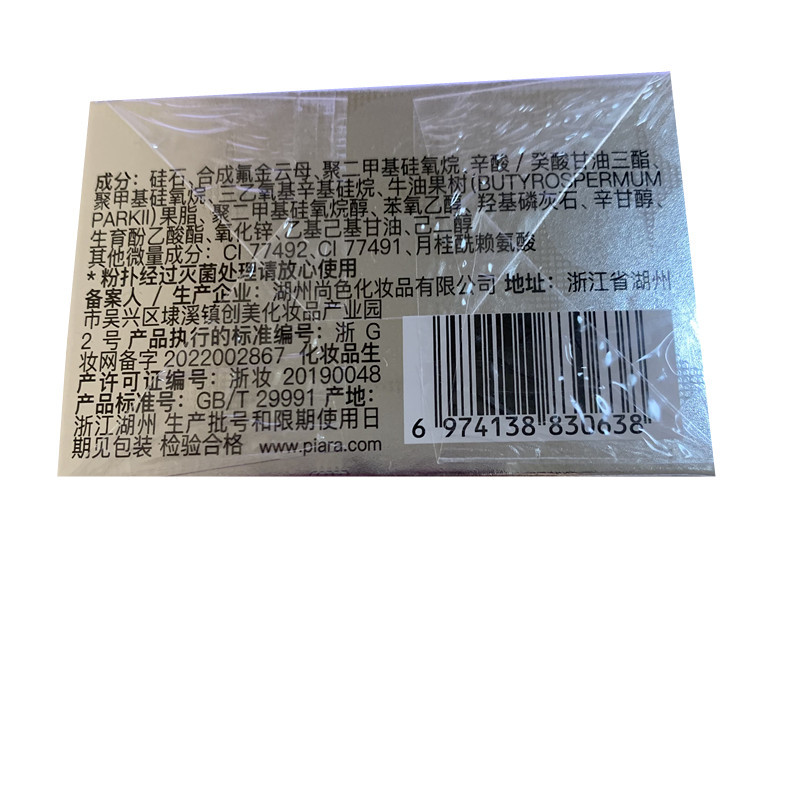 成分：硅石、合成氟金云母、聚二甲基硅氧烷、辛酸 / 癸酸甘油三酯、
聚甲基硅氧烷、三乙氧基辛基硅烷、牛油果树(BUTYROSPERMUM
PARKII)果脂、聚二甲基硅氧烷醇、苯氧乙醇、羟基磷灰石、辛甘醇、
生育酚乙酸酯、氧化锌、乙基己基甘油、己二醇
其他微量成分：CI 77492、CI 77491、月桂酰赖氨酸
*粉扑经过灭菌处理请放心使用
备案人 / 生产企业：湖州尚色化妆品有限公司 地址：浙江省湖州
市吴兴区埭溪镇创美化妆品产业园
2 号 产品执行的标准编号：浙 G
妆网备字 2022002867 化妆品生
产许可证编号：浙妆 20190048
产品标准号：GB/T 29991 产地：
浙江湖州 生产批号和限期使用日
期见包装 检验合格 www.piara.com
6 974138 830638